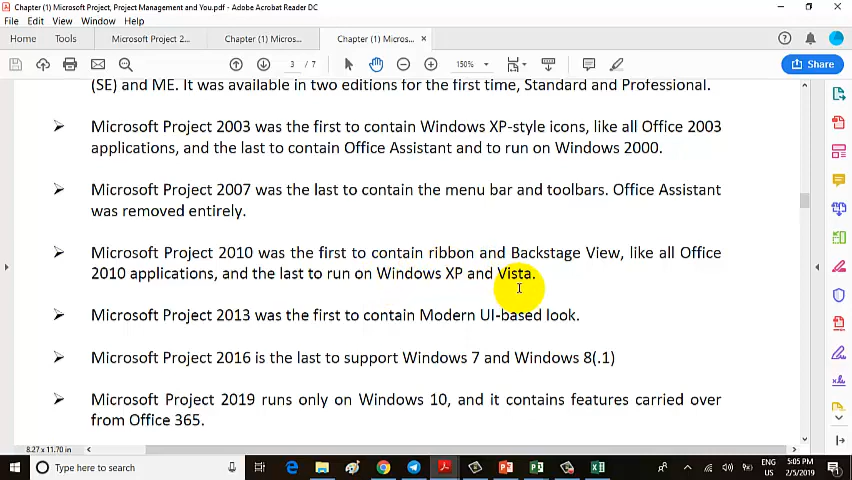 Chapter (1) Microsoft Project, Project Management and You.pdf - Adobe Acrobat Reader DC
File Edit View Window Help
Home Tools Microsoft Project 2... Chapter (1) Micros... Chapter (1) Micros... ×
Share
3 / 7 150%
(SE) and ME. It was available in two editions for the first time, Standard and Professional.
Microsoft Project 2003 was the first to contain Windows XP-style icons, like all Office 2003
applications, and the last to contain Office Assistant and to run on Windows 2000.
Microsoft Project 2007 was the last to contain the menu bar and toolbars. Office Assistant
was removed entirely.
Microsoft Project 2010 was the first to contain ribbon and Backstage View, like all Office
2010 applications, and the last to run on Windows XP and Vista.
Microsoft Project 2013 was the first to contain Modern UI-based look.
Microsoft Project 2016 is the last to support Windows 7 and Windows 8(.1)
Microsoft Project 2019 runs only on Windows 10, and it contains features carried over
from Office 365.
8.27 x 11.70 in
Type here to search
ENG
US
5:05 PM
2/5/2019